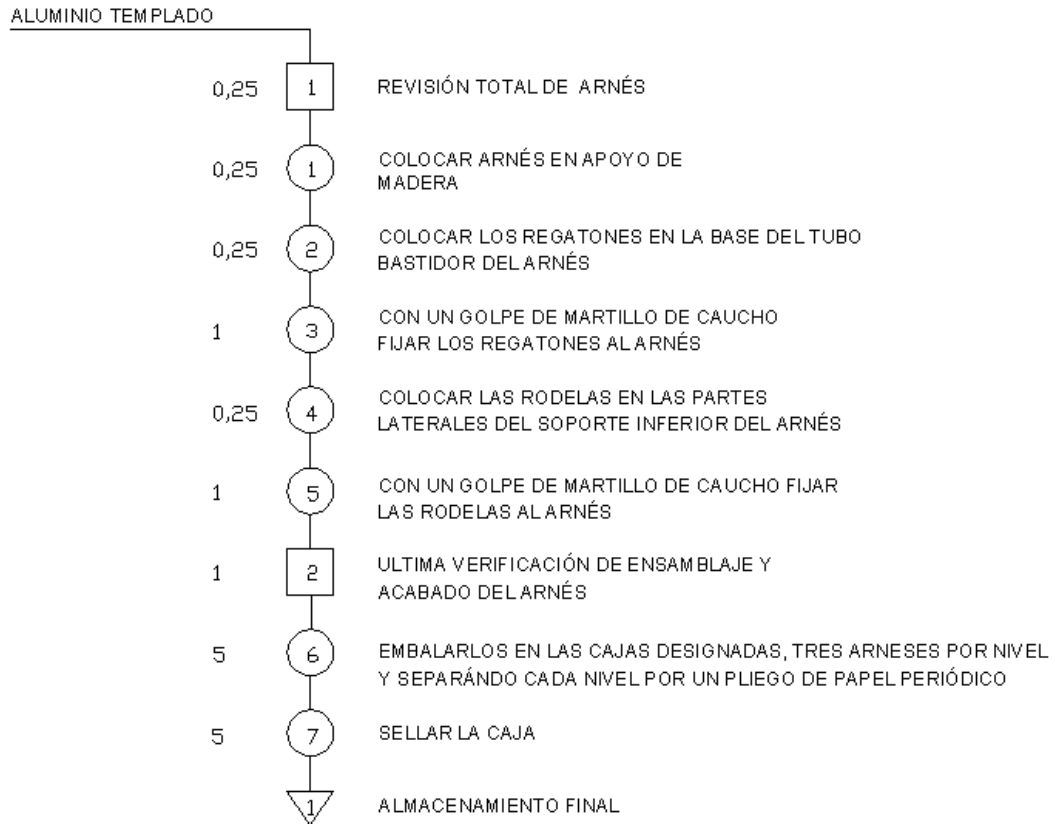 ALUMINIO TEMPLADO
0,25 1 REVISIÓN TOTAL DE ARNÉS
0,25 1 COLOCAR ARNÉS EN APOYO DE
MADERA
0,25 2 COLOCAR LOS REGATONES EN LA BASE DEL TUBO
BASTIDOR DEL ARNÉS
1 3 CON UN GOLPE DE MARTILLO DE CAUCHO
FIJAR LOS REGATONES AL ARNÉS
0,25 4 COLOCAR LAS RODELAS EN LAS PARTES
LATERALES DEL SOPORTE INFERIOR DEL ARNÉS
1 5 CON UN GOLPE DE MARTILLO DE CAUCHO FIJAR
LAS RODELAS AL ARNÉS
1 2 ULTIMA VERIFICACIÓN DE ENSAMBLAJE Y
ACABADO DEL ARNÉS
5 6 EMBALARLOS EN LAS CAJAS DESIGNADAS, TRES ARNESES POR NIVEL
Y SEPARÁNDO CADA NIVEL POR UN PLIEGO DE PAPEL PERIÓDICO
5 7 SELLAR LA CAJA
1 ALMACENAMIENTO FINAL